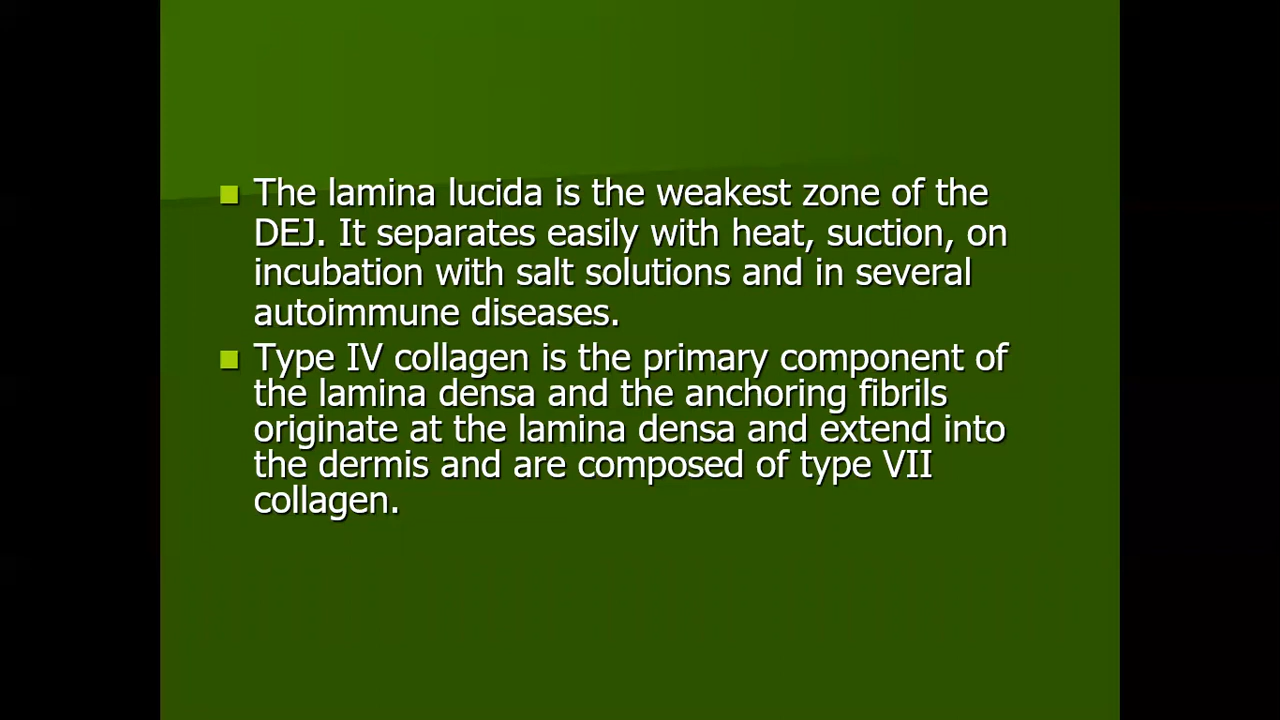 The lamina lucida is the weakest zone of the
DEJ. It separates easily with heat, suction, on
incubation with salt solutions and in several
autoimmune diseases.
Type IV collagen is the primary component of
the lamina densa and the anchoring fibrils
originate at the lamina densa and extend into
the dermis and are composed of type VII
collagen.